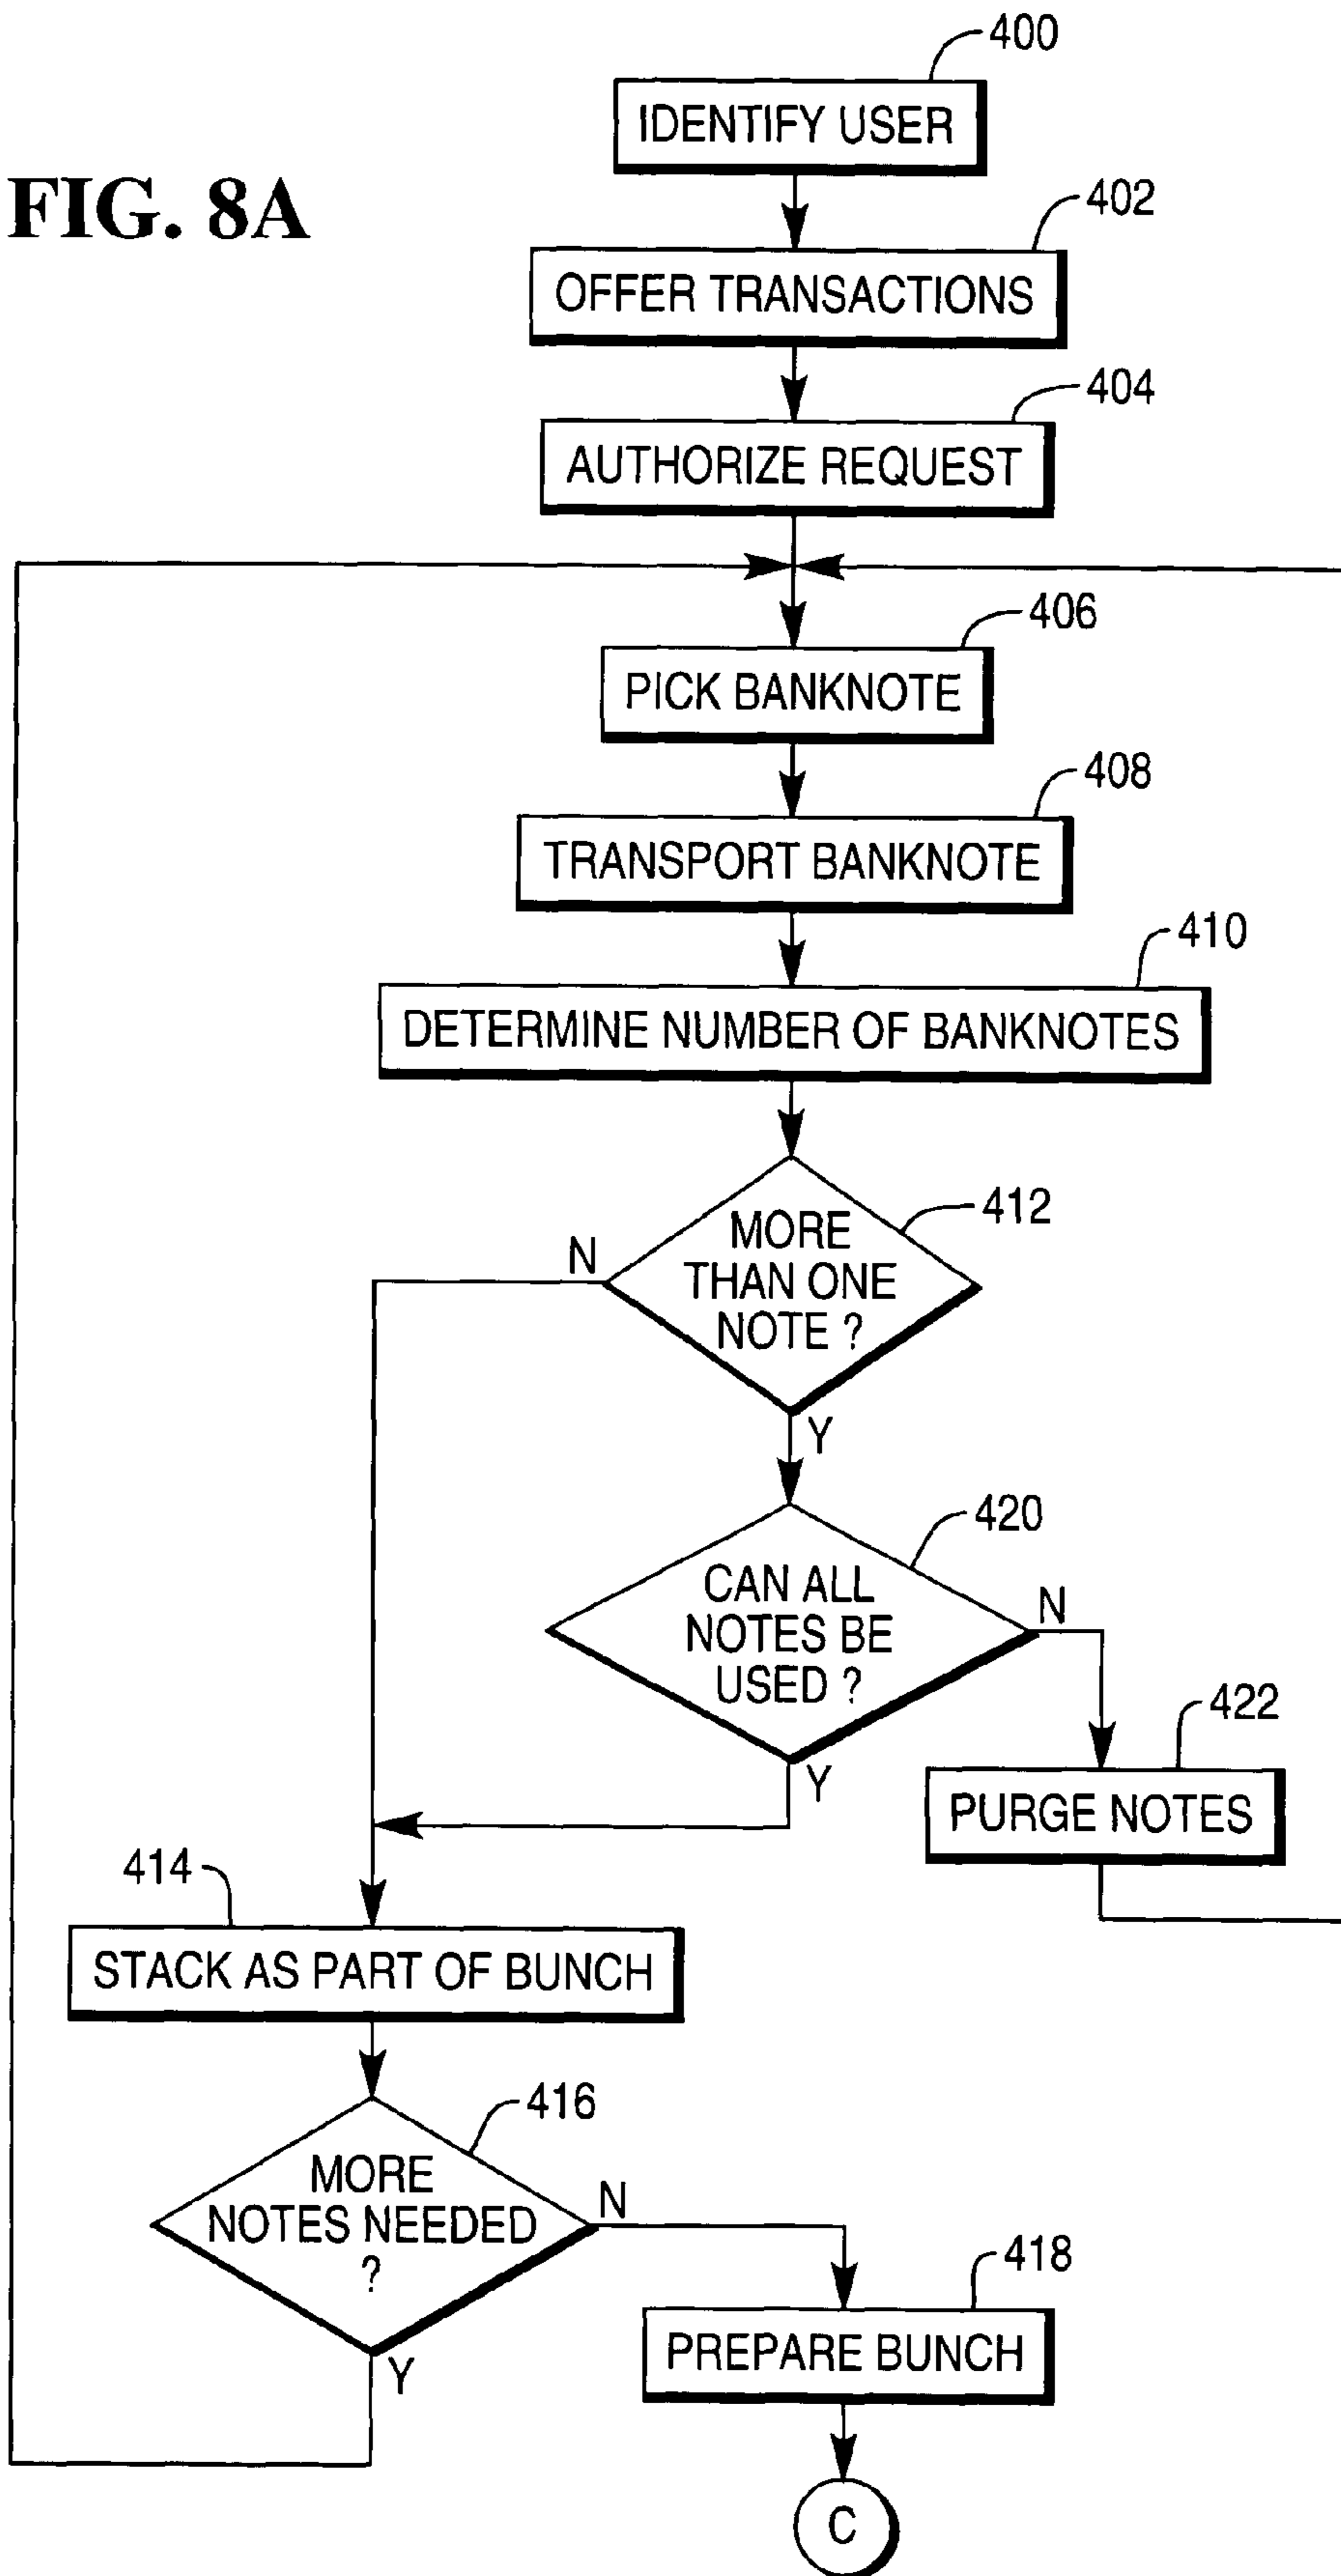 FIG. 8A
400
IDENTIFY USER
402
OFFER TRANSACTIONS
404
AUTHORIZE REQUEST
406
PICK BANKNOTE
408
TRANSPORT BANKNOTE
410
DETERMINE NUMBER OF BANKNOTES
412
MORE
THAN ONE
NOTE ?
N
Y
420
CAN ALL
NOTES BE
USED ?
N
Y
422
PURGE NOTES
414
STACK AS PART OF BUNCH
416
MORE
NOTES NEEDED
?
N
Y
418
PREPARE BUNCH
C